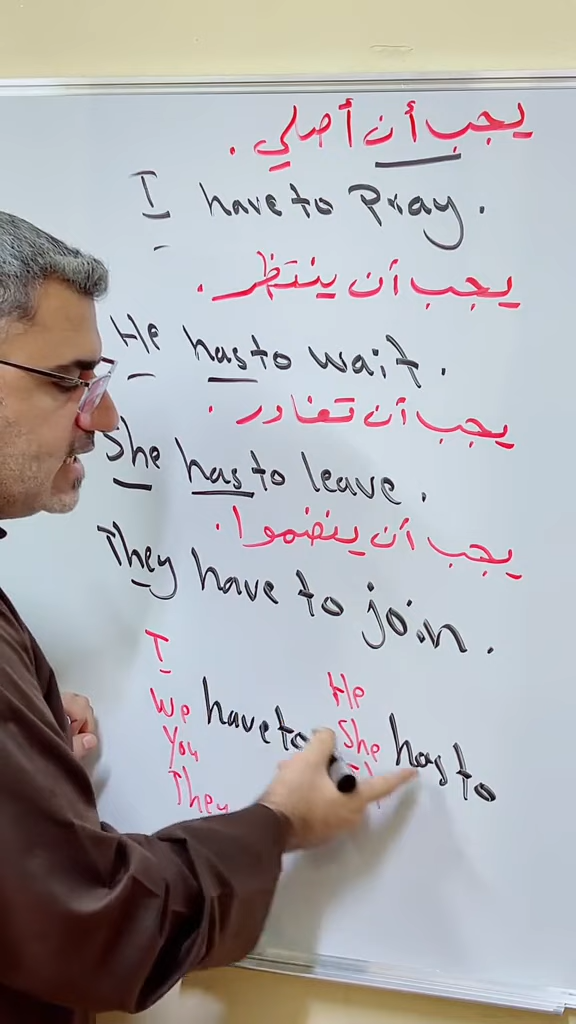 يجب أن أصلي .
I have to Pray .
يجب أن ينتظر .
He has to wait .
يجب أن تغادر .
She has to leave .
يجب أن ينضموا .
They have to join .
I
We
You
They
have to
He
She
has to